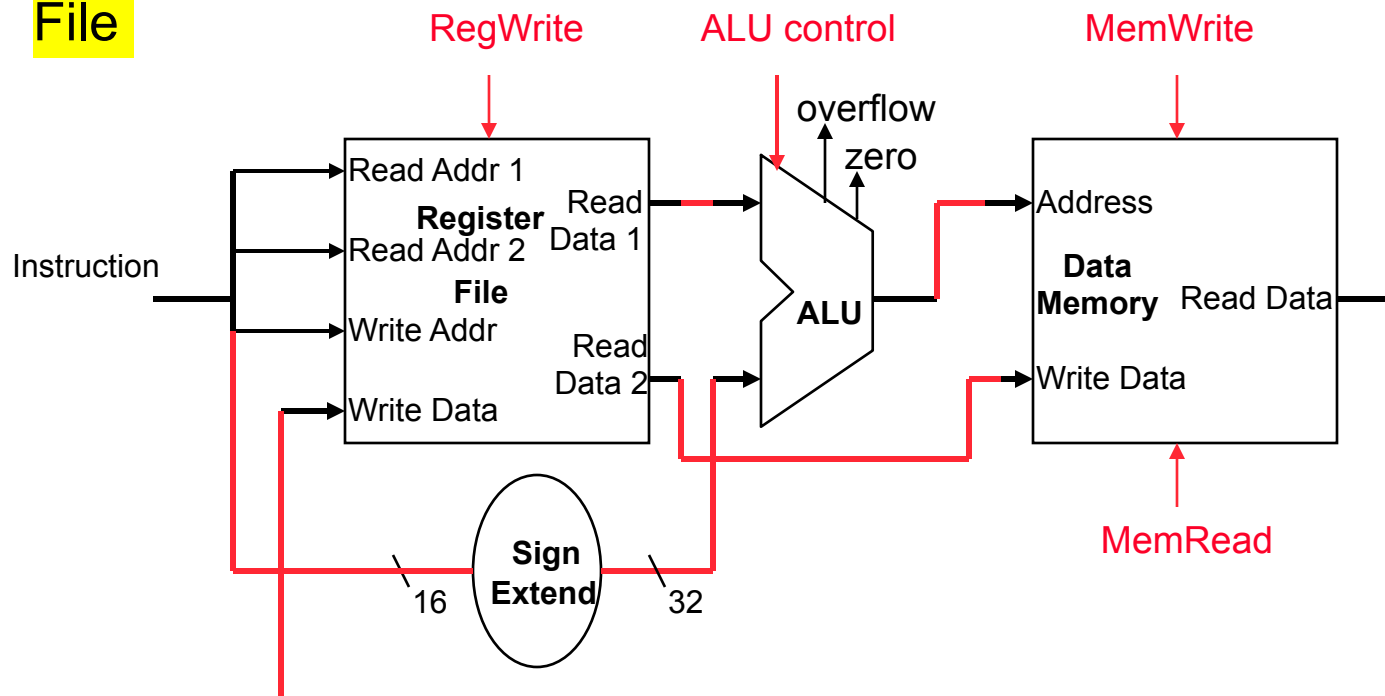 File
RegWrite
ALU control
MemWrite
overflow
zero
Instruction
Read Addr 1
Register
Read Addr 2
File
Write Addr
Write Data
Read
Data 1
Read
Data 2
ALU
Address
Data
Memory
Read Data
Write Data
MemRead
Sign
Extend
16
32